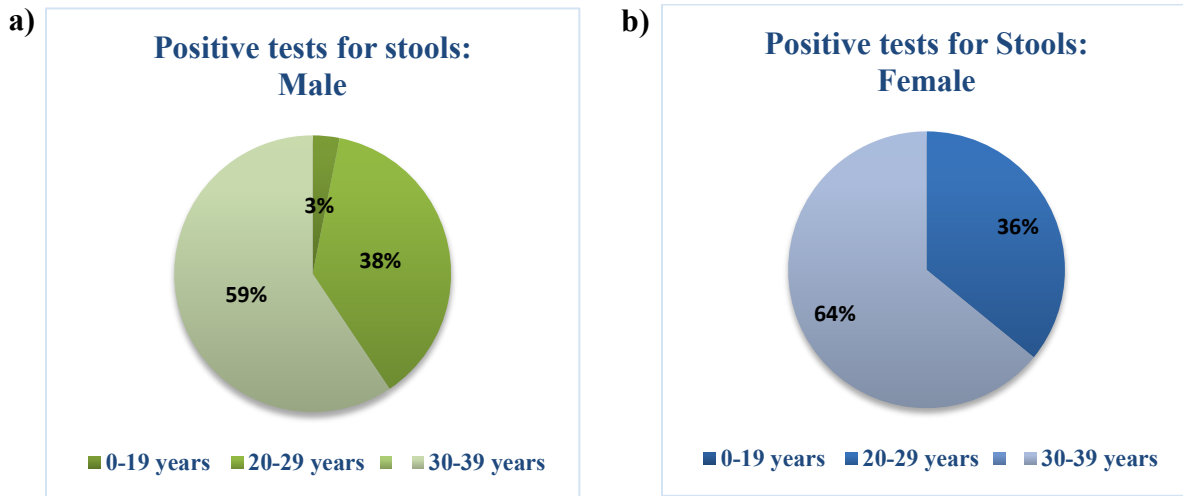 a)
Positive tests for stools:
Male
3%
38%
59%
0-19 years 20-29 years 30-39 years
b)
Positive tests for Stools:
Female
36%
64%
0-19 years 20-29 years 30-39 years